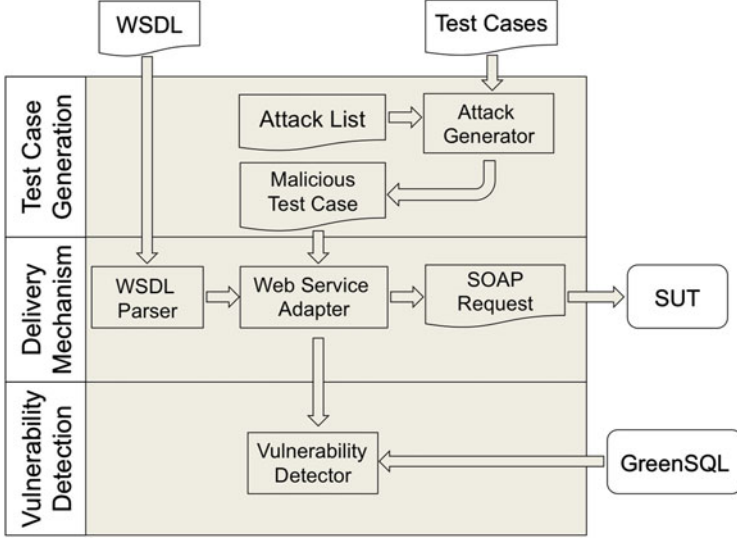 WSDL
Test Cases
Test Case
Generation
Attack List
Attack
Generator
Malicious
Test Case
Delivery
Mechanism
WSDL
Parser
Web Service
Adapter
SOAP
Request
SUT
Vulnerability
Detection
Vulnerability
Detector
GreenSQL